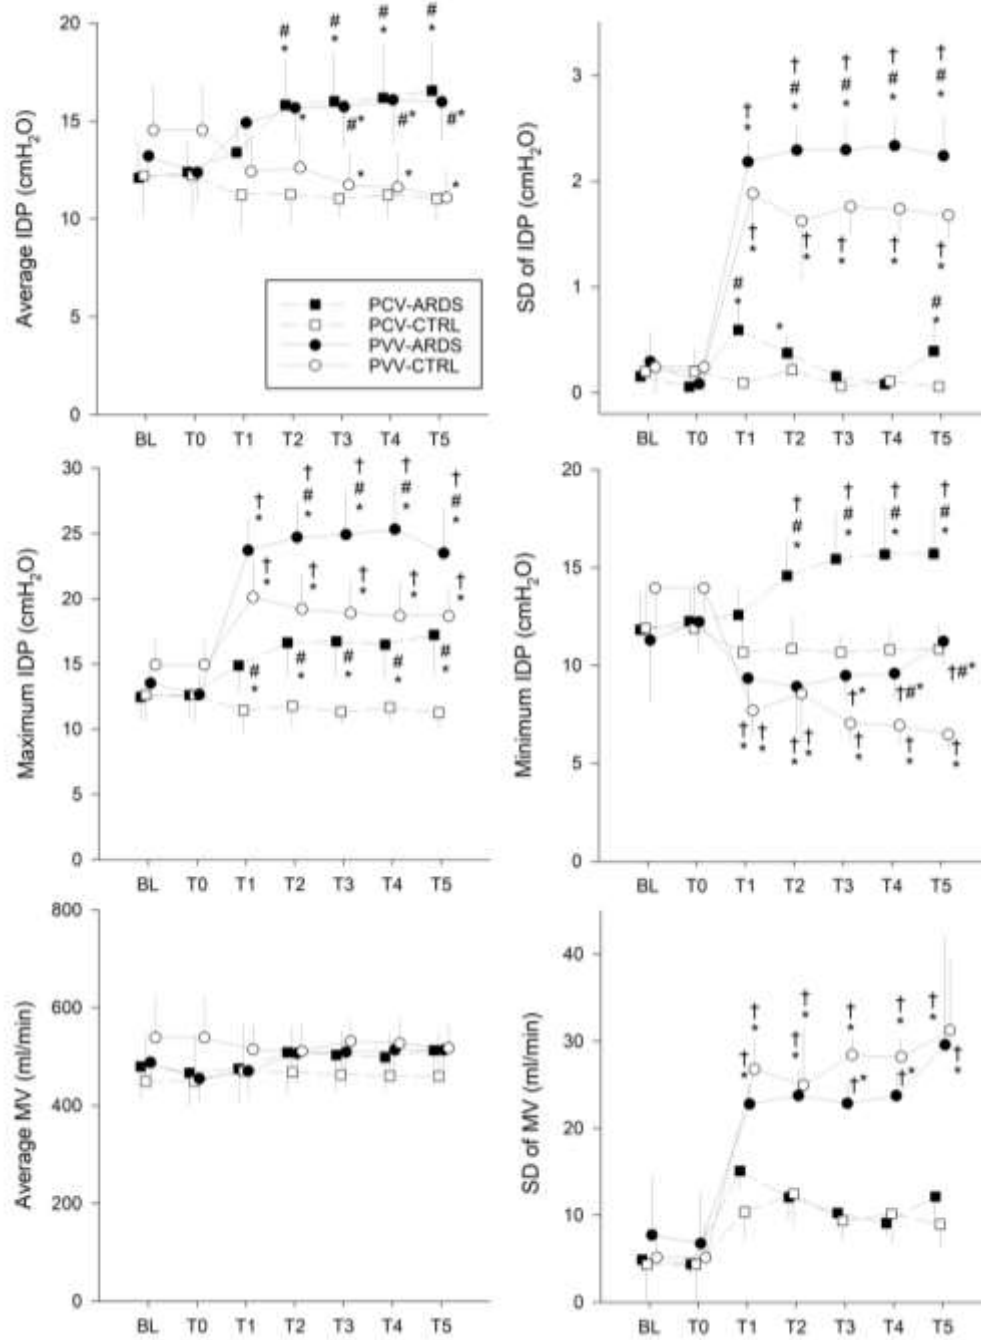 Average IDP (cmH2O)
20
15
10
5
0
# *
# *
# *
# *
*
#*
#*
#*
*
*
*
PCV-ARDS
PCV-CTRL
PVV-ARDS
PVV-CTRL
BL T0 T1 T2 T3 T4 T5
SD of IDP (cmH2O)
3
2
1
0
† *
† # *
† # *
† # *
† # *
† *
† *
† *
† *
† *
# *
*
# *
BL T0 T1 T2 T3 T4 T5
Maximum IDP (cmH2O)
30
25
20
15
10
5
0
† *
† # *
† # *
† # *
† # *
† *
† *
† *
† *
† *
# *
# *
# *
# *
# *
BL T0 T1 T2 T3 T4 T5
Minimum IDP (cmH2O)
20
15
10
5
0
† # *
† # *
† # *
† # *
†*
†#*
†#*
† *
† *
† *
† *
† *
† *
† *
BL T0 T1 T2 T3 T4 T5
Average MV (ml/min)
800
600
400
200
0
BL T0 T1 T2 T3 T4 T5
SD of MV (ml/min)
40
30
20
10
0
† *
† *
† *
† *
† *
† *
† *
†*
†*
† *
BL T0 T1 T2 T3 T4 T5